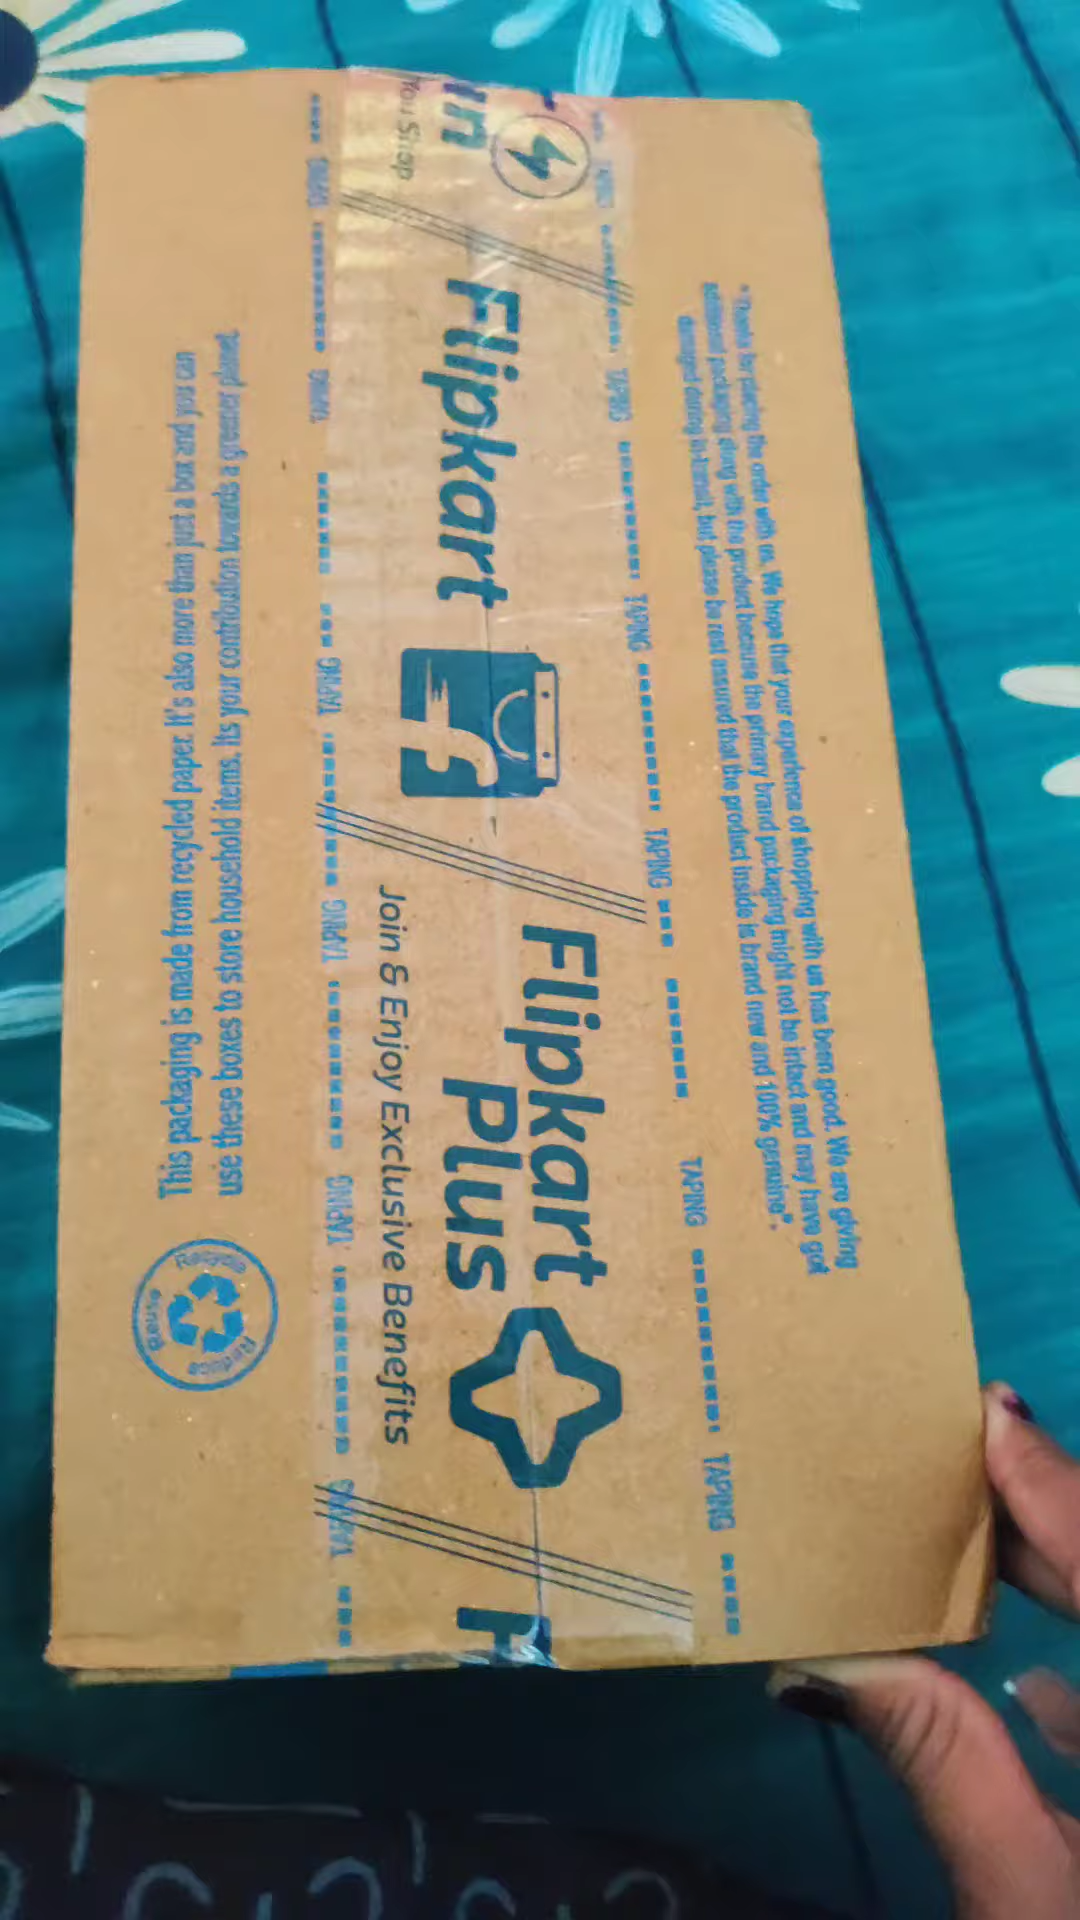 "Thanks for placing the order with us. We hope that your experience of shopping with us has been good. We are giving
additional packaging along with the product because the primary brand packaging might not be intact and may have got
damaged during in-transit, but please be rest assured that the product inside is brand new and 100% genuine".
TAPING TAPING TAPING TAPING TAPING TAPING
You Shop
Flipkart
Flipkart
Plus
Join & Enjoy Exclusive Benefits
F
TAPING TAPING TAPING TAPING TAPING TAPING
This packaging is made from recycled paper. It's also more than just a box and you can
use these boxes to store household items. Its your contribution towards a greener planet.
Recycle
Reduce
Reuse